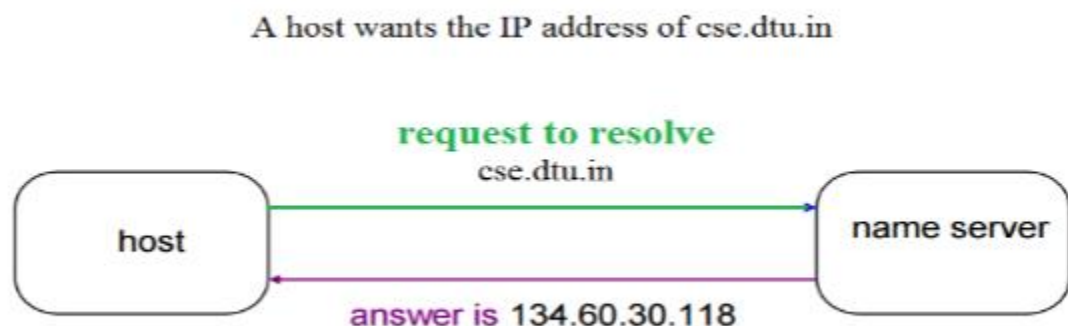 A host wants the IP address of cse.dtu.in
request to resolve
cse.dtu.in
host
name server
answer is 134.60.30.118